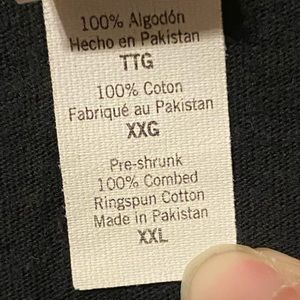 100% Algodón
Hecho en Pakistan
TTG
100% Coton
Fabriqué au Pakistan
XXG
Pre-shrunk
100% Combed
Ringspun Cotton
Made in Pakistan
XXL